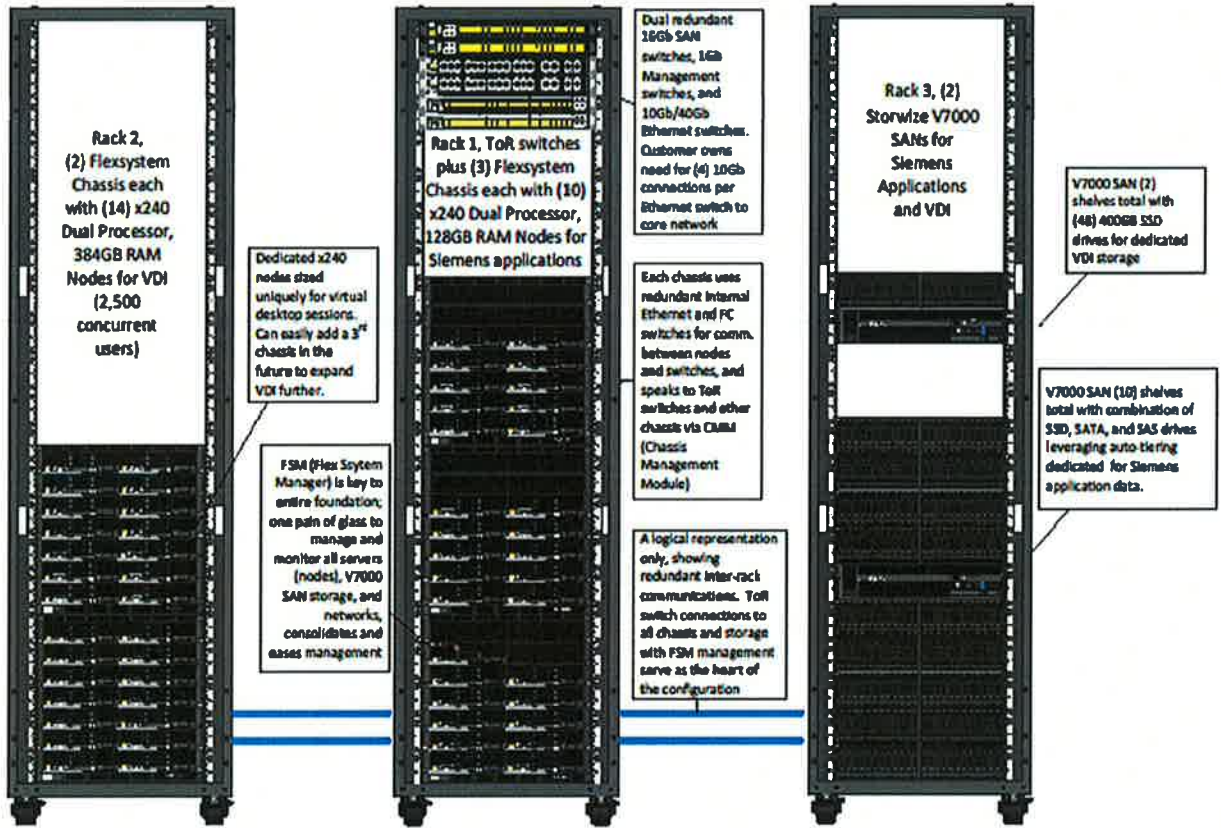 Rack 2,
(2) Flexsystem
Chassis each
with (14) x240
Dual Processor,
384GB RAM
Nodes for VDI
(2,500
concurrent
users)
Dedicated x240
nodes sized
uniquely for virtual
desktop sessions.
Can easily add a 3rd
chassis in the
future to expand
VDI further.
FSM (Flex Ssytem
Manager) is key to
entire foundation;
one pain of glass to
manage and
monitor all servers
(nodes), V7000
SAN storage, and
networks,
consolidates and
eases management
Rack 1, ToR switches
plus (3) Flexsystem
Chassis each with (10)
x240 Dual Processor,
128GB RAM Nodes for
Siemens applications
Dual redundant
16Gb SAN
switches, 1Gb
Management
switches, and
10Gb/40Gb
Ethernet switches.
Customer owns
need for (4) 10Gb
connections per
Ethernet switch to
core network
Each chassis uses
redundant internal
Ethernet and FC
switches for comm.
between nodes
and switches, and
speaks to ToR
switches and other
chassis via CMM
(Chassis
Management
Module)
A logical representation
only, showing
redundant inter-rack
communications. ToR
switch connections to
all chassis and storage
with FSM management
serve as the heart of
the configuration
Rack 3, (2)
Storwize V7000
SANs for
Siemens
Applications
and VDI
V7000 SAN (2)
shelves total with
(48) 400GB SSD
drives for dedicated
VDI storage
V7000 SAN (10) shelves
total with combination of
SSD, SATA, and SAS drives
leveraging auto-tiering
dedicated for Siemens
application data.